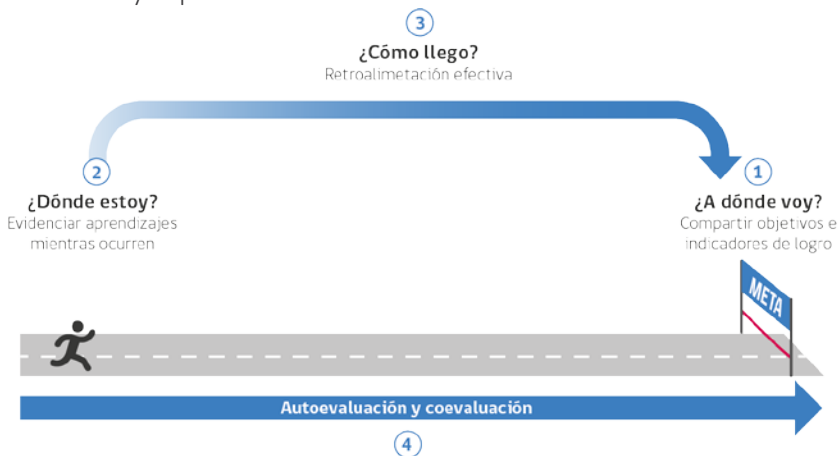 3
¿Cómo llego?
Retroalimetación efectiva
2
¿Dónde estoy?
Evidenciar aprendizajes
mientras ocurren
1
¿A dónde voy?
Compartir objetivos e
indicadores de logro
META
Autoevaluación y coevaluación
4